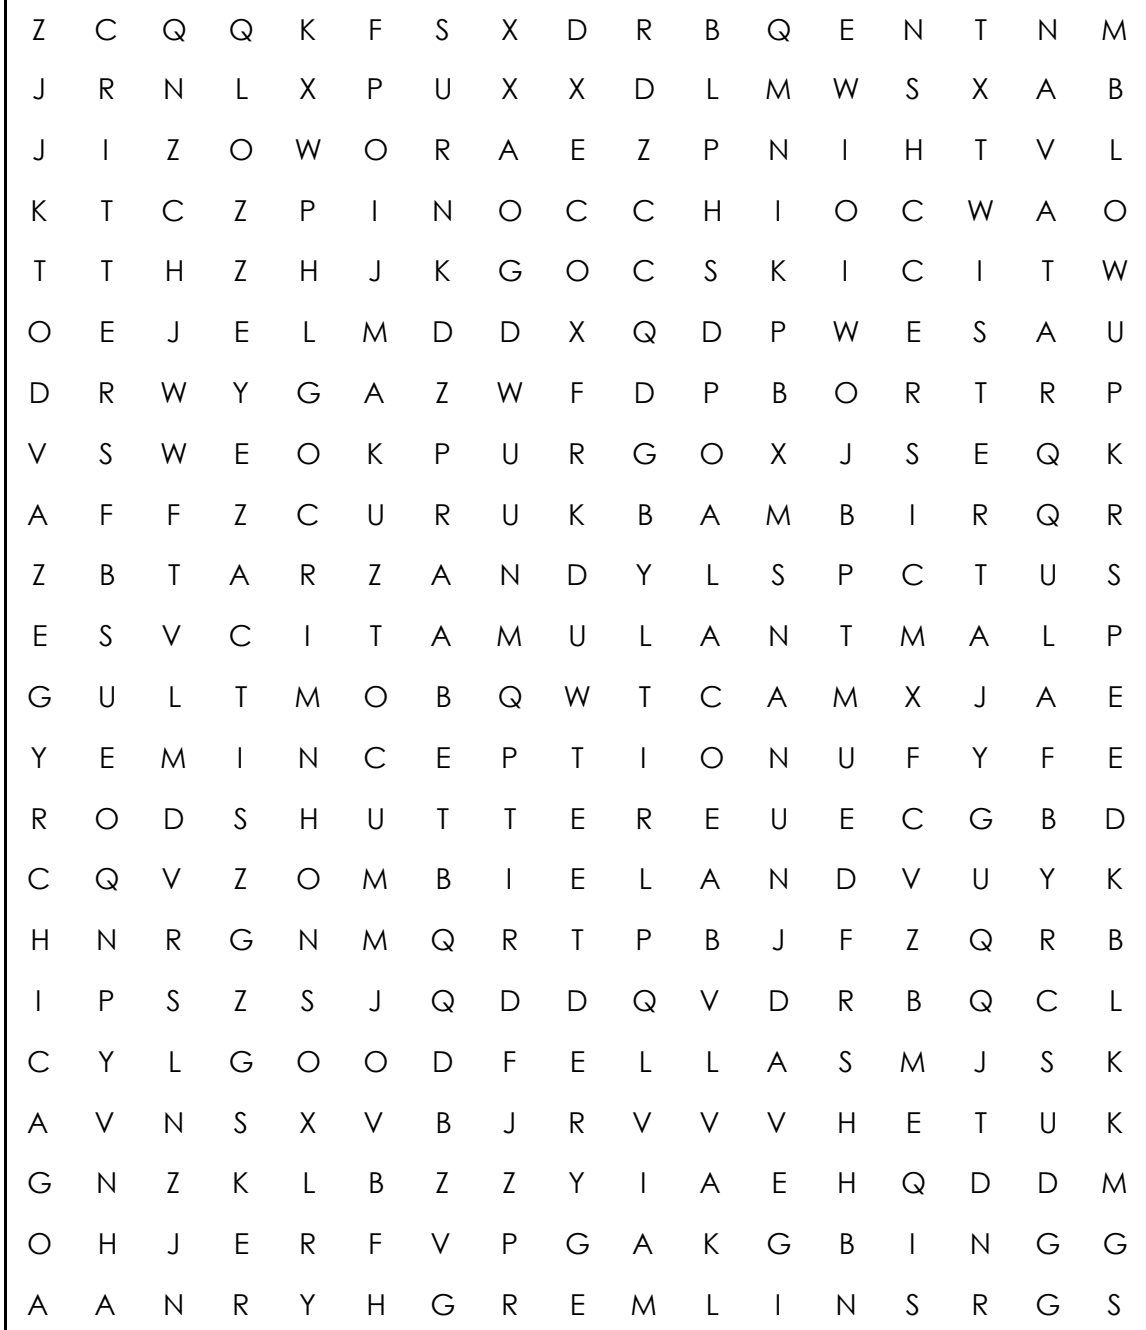 Z C Q Q K F S X D R B Q E N T N M
J R N L X P U X X D L M W S X A B
J I Z O W O R A E Z P N I H T V L
K T C Z P I N O C C H I O C W A O
T T H Z H J K G O C S K I C I T W
O E J E L M D D X Q D P W E S A U
D R W Y G A Z W F D P B O R T R P
V S W E O K P U R G O X J S E Q K
A F F Z C U R U K B A M B I R Q R
Z B T A R Z A N D Y L S P C T U S
E S V C I T A M U L A N T M A L P
G U L T M O B Q W T C A M X J A E
Y E M I N C E P T I O N U F Y F E
R O D S H U T T E R E U E C G B D
C Q V Z O M B I E L A N D V U Y K
H N R G N M Q R T P B J F Z Q R B
I P S Z S J Q D D Q V D R B Q C L
C Y L G O O D F E L L A S M J S K
A V N S X V B J R V V V H E T U K
G N Z K L B Z Z Y I A E H Q D D M
O H J E R F V P G A K G B I N G G
A A N R Y H G R E M L I N S R G S